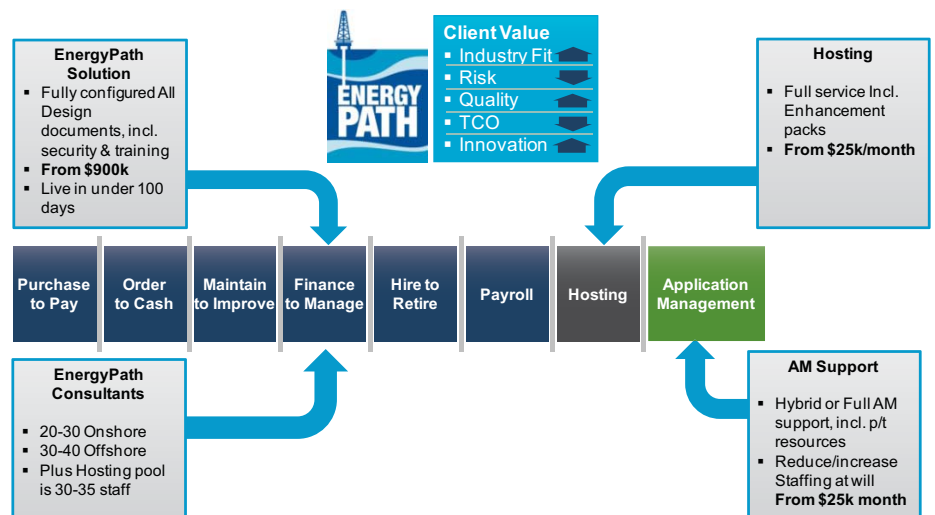 EnergyPath
Solution
▪ Fully configured All
Design
documents, incl.
security & training
▪ From $900k
▪ Live in under 100
days
ENERGY
PATH
Client Value
▪ Industry Fit
▪ Risk
▪ Quality
▪ TCO
▪ Innovation
Hosting
▪ Full service Incl.
Enhancement
packs
▪ From $25k/month
Purchase
to Pay
Order
to Cash
Maintain
to Improve
Finance
to Manage
Hire to
Retire
Payroll
Hosting
Application
Management
EnergyPath
Consultants
▪ 20-30 Onshore
▪ 30-40 Offshore
▪ Plus Hosting pool
is 30-35 staff
AM Support
▪ Hybrid or Full AM
support, incl. p/t
resources
▪ Reduce/increase
Staffing at will
From $25k month